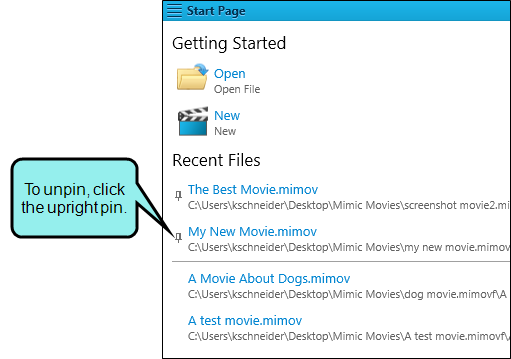 Start Page
Getting Started
Open
Open File
New
New
Recent Files
The Best Movie.mimov
C:\Users\kschneider\Desktop\Mimic Movies\screenshot movie2.mi
To unpin, click
the upright pin.
My New Movie.mimov
C:\Users\kschneider\Desktop\Mimic Movies\my new movie.mimov
A Movie About Dogs.mimov
C:\Users\kschneider\Desktop\Mimic Movies\dog movie.mimovf\A
A test movie.mimov
C:\Users\kschneider\Desktop\Mimic Movies\A test movie.mimovf\